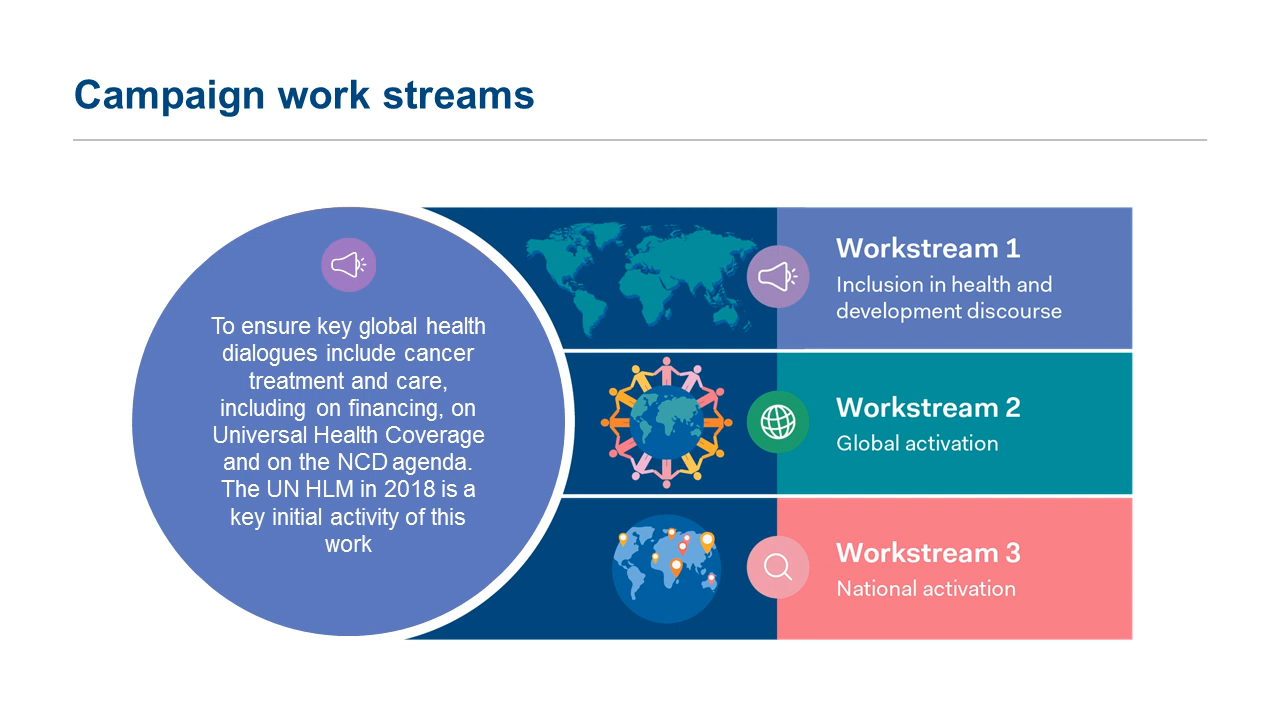 Campaign work streams
To ensure key global health
dialogues include cancer
treatment and care,
including on financing, on
Universal Health Coverage
and on the NCD agenda.
The UN HLM in 2018 is a
key initial activity of this
work
Workstream 1
Inclusion in health and
development discourse
Workstream 2
Global activation
Workstream 3
National activation